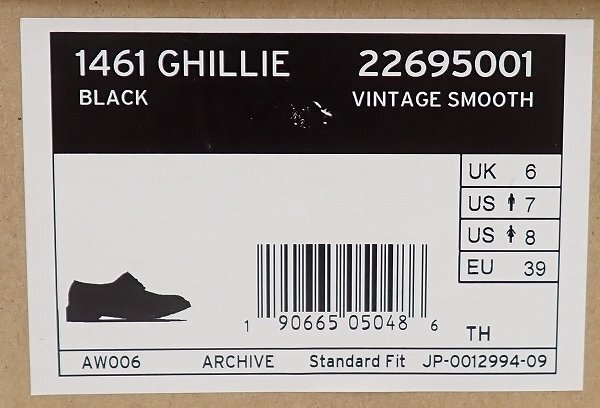 1461 GHILLIE 22695001
BLACK VINTAGE SMOOTH
UK 6
US 7
US 8
EU 39
1 90665 05048 6
TH
AW006 ARCHIVE Standard Fit JP-0012994-09